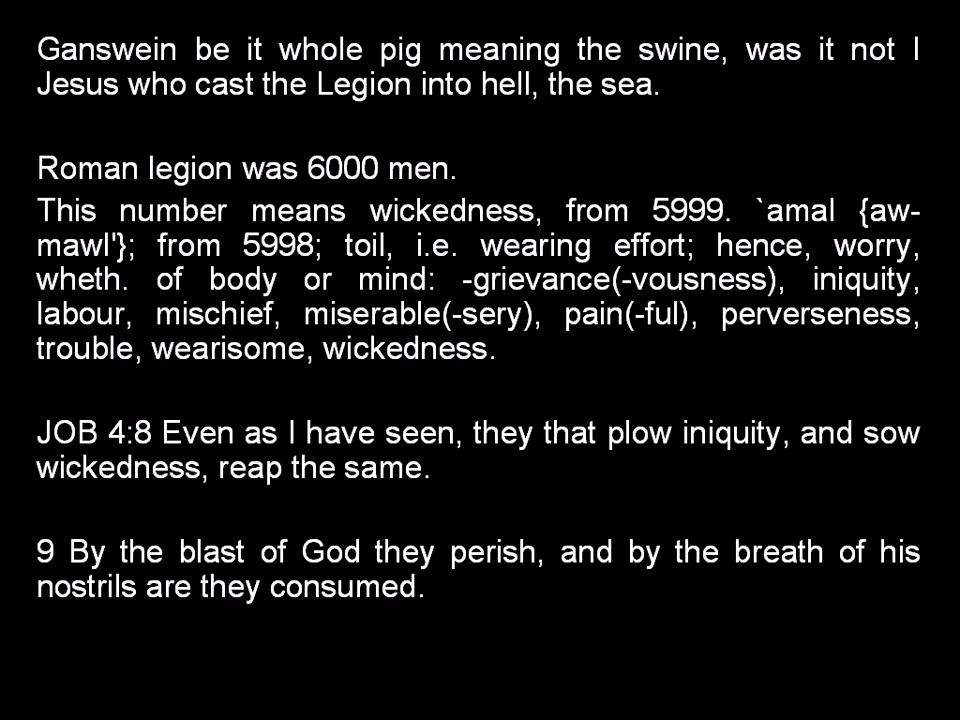 Ganswein be it whole pig meaning the swine, was it not I
Jesus who cast the Legion into hell, the sea.
Roman legion was 6000 men.
This number means wickedness, from 5999. `amal {aw-
mawl'}; from 5998; toil, i.e. wearing effort; hence, worry,
wheth. of body or mind: -grievance(-vousness), iniquity,
labour, mischief, miserable(-sery), pain(-ful), perverseness,
trouble, wearisome, wickedness.
JOB 4:8 Even as I have seen, they that plow iniquity, and sow
wickedness, reap the same.
9 By the blast of God they perish, and by the breath of his
nostrils are they consumed.